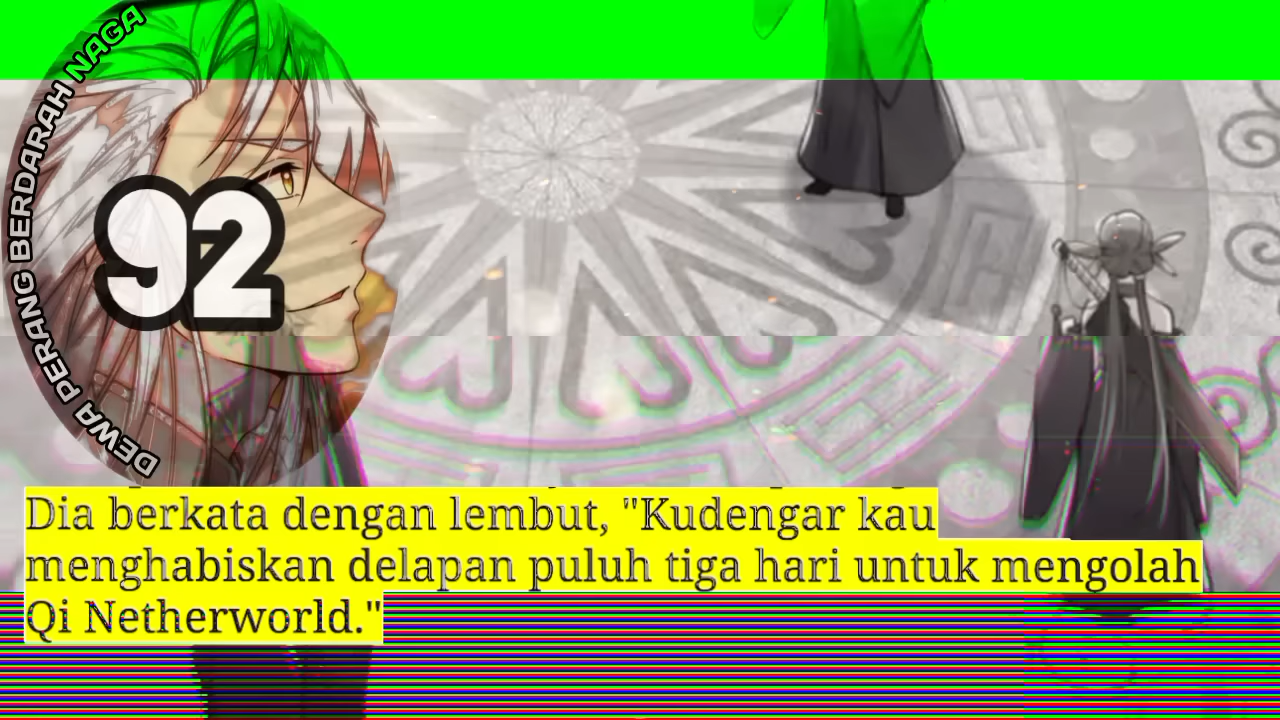 DEWA PERANG BERDARAH NAGA
92
Dia berkata dengan lembut, "Kudengar kau
menghabiskan delapan puluh tiga hari untuk mengolah
Qi Netherworld."